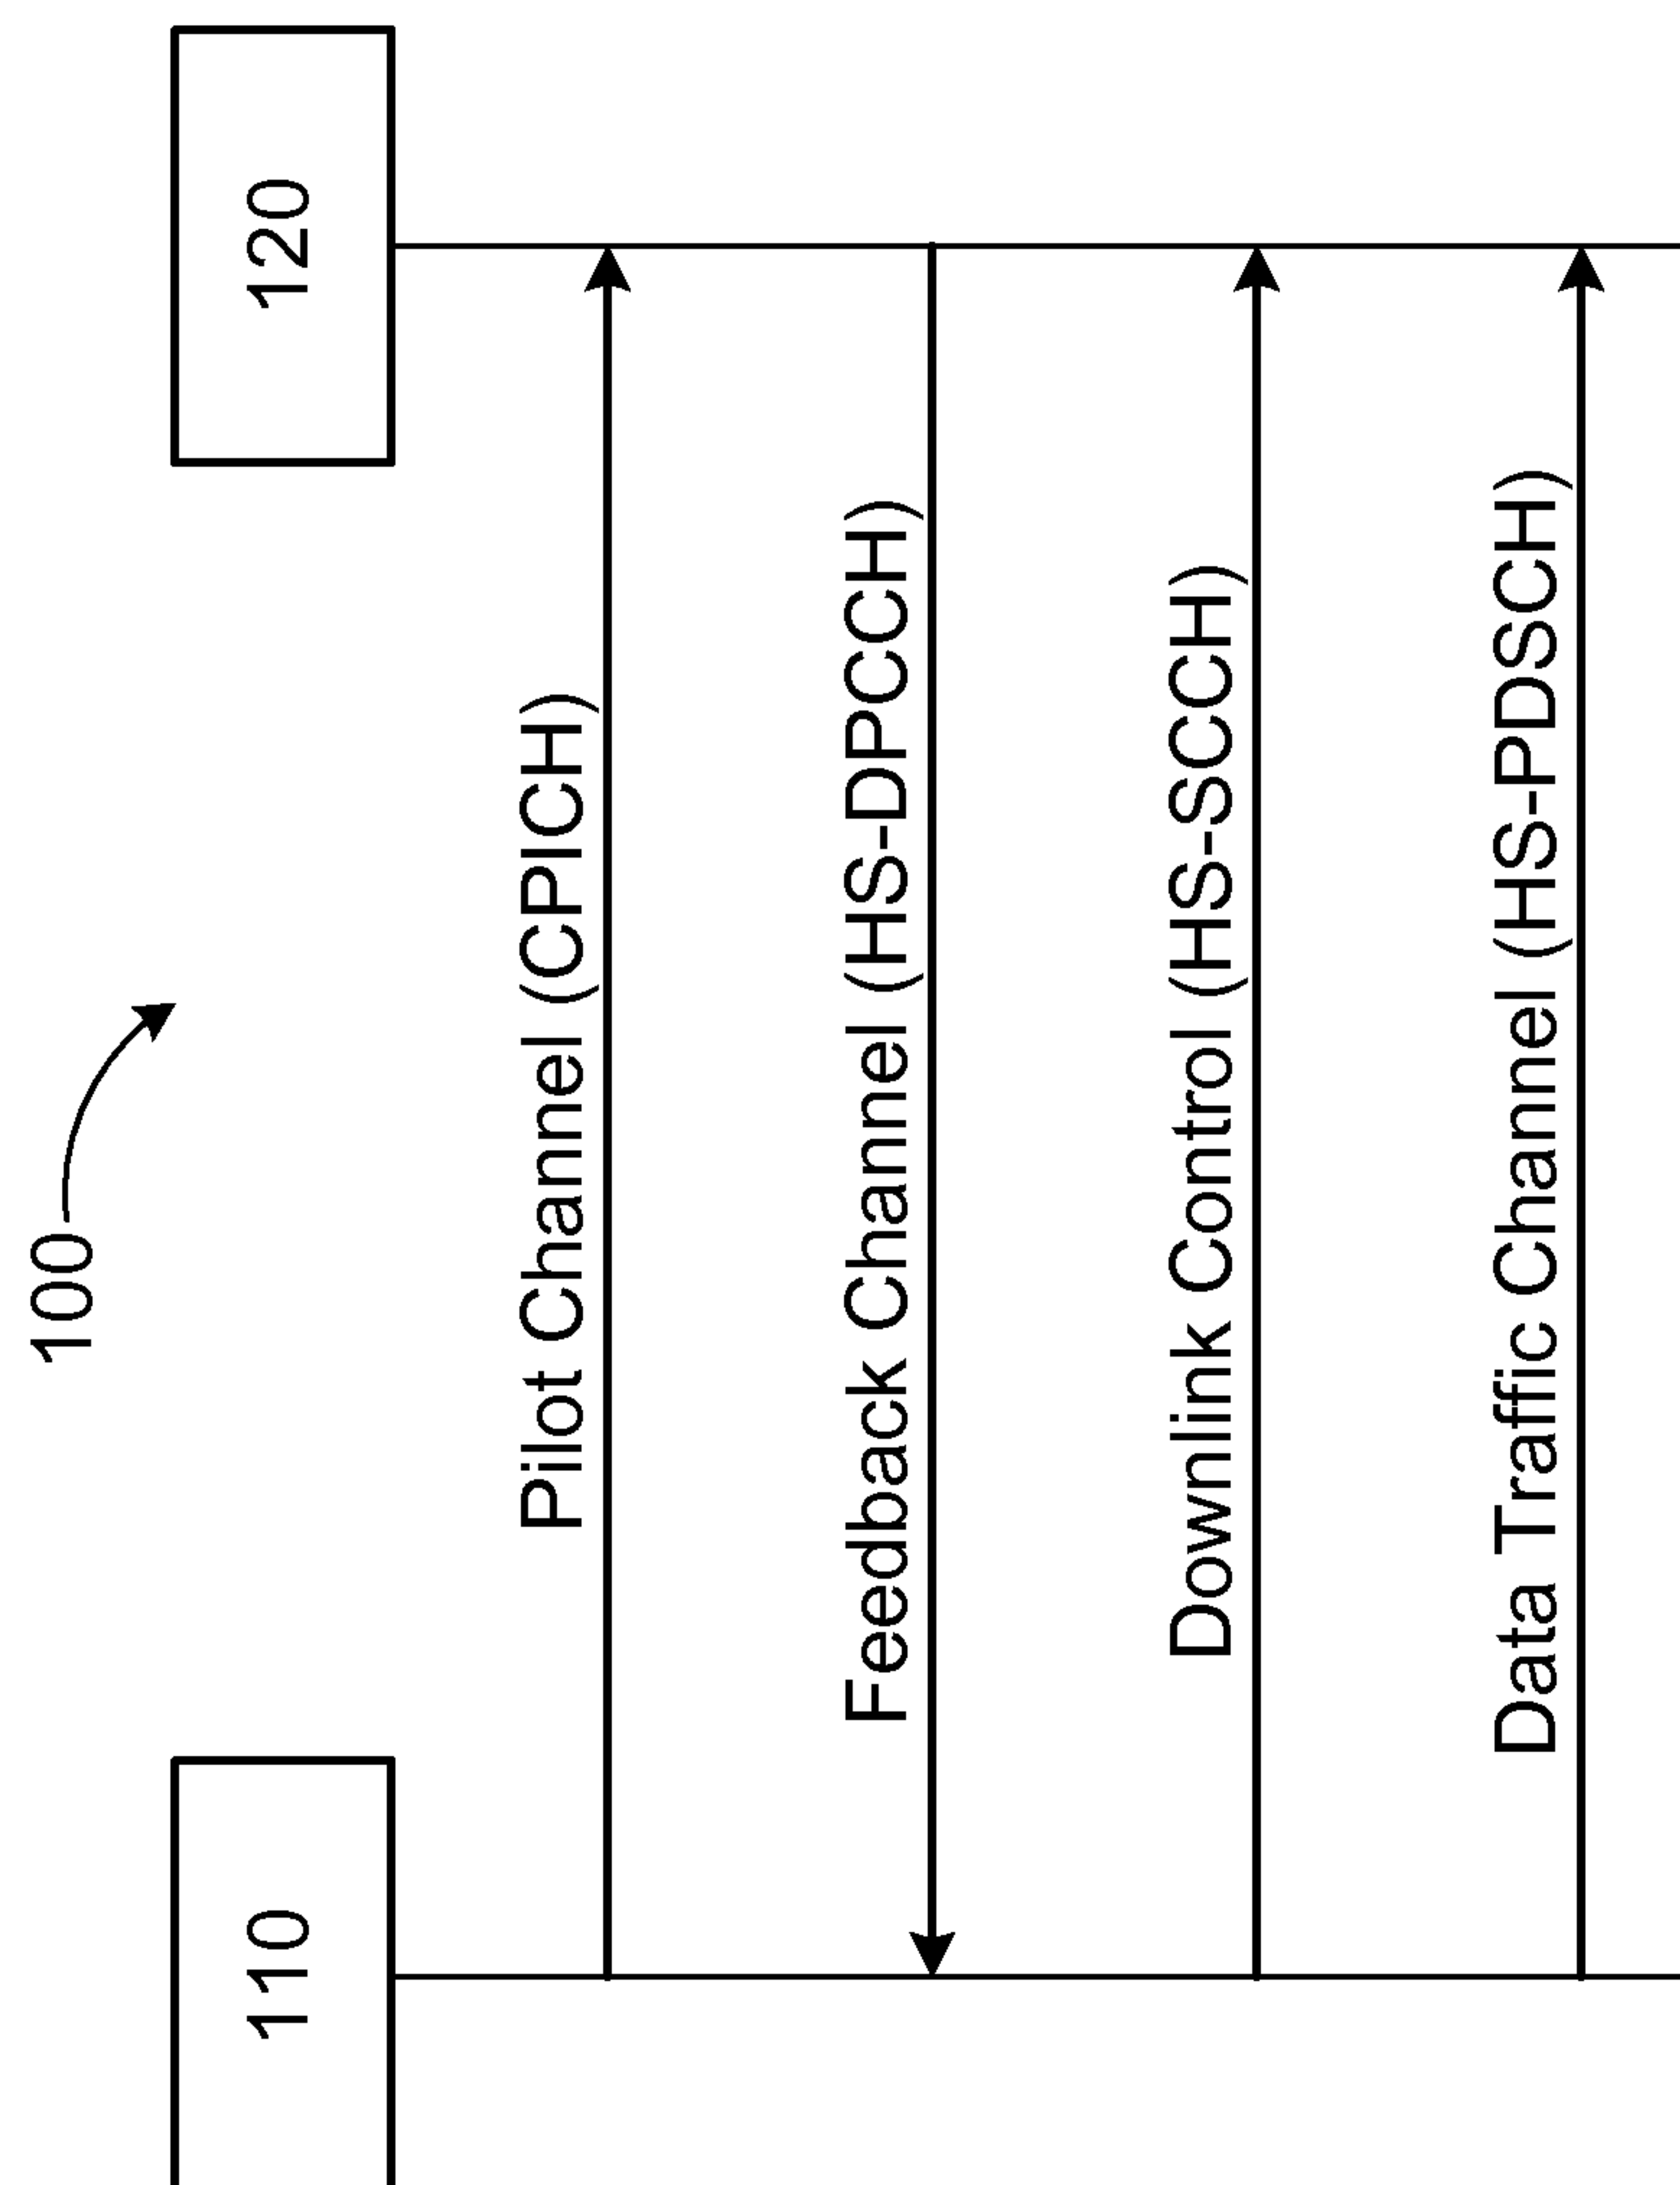 100
110
120
Pilot Channel (CPICH)
Feedback Channel (HS-DPCCH)
Downlink Control (HS-SCCH)
Data Traffic Channel (HS-PDSCH)